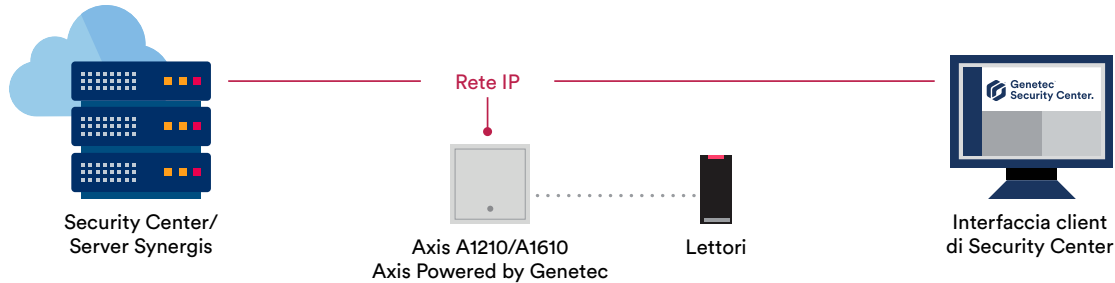 Rete IP
Genetec
Security Center.
Security Center/
Server Synergis
Axis A1210/A1610
Axis Powered by Genetec
Lettori
Interfaccia client
di Security Center